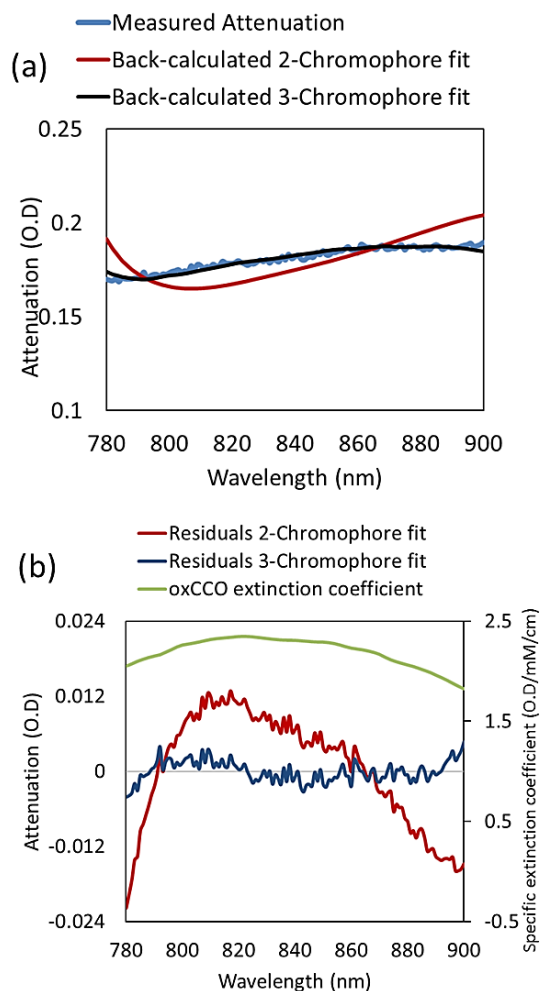 Measured Attenuation
Back-calculated 2-Chromophore fit
Back-calculated 3-Chromophore fit
(a)
0.25
0.2
0.15
0.1
Attenuation (O.D)
780 800 820 840 860 880 900
Wavelength (nm)
Residuals 2-Chromophore fit
Residuals 3-Chromophore fit
oxCCO extinction coefficient
(b)
0.024
0.012
0
-0.012
-0.024
Attenuation (O.D)
2.5
1.5
0.5
-0.5
Specific extinction coefficient (O.D/mM/cm)
780 800 820 840 860 880 900
Wavelength (nm)